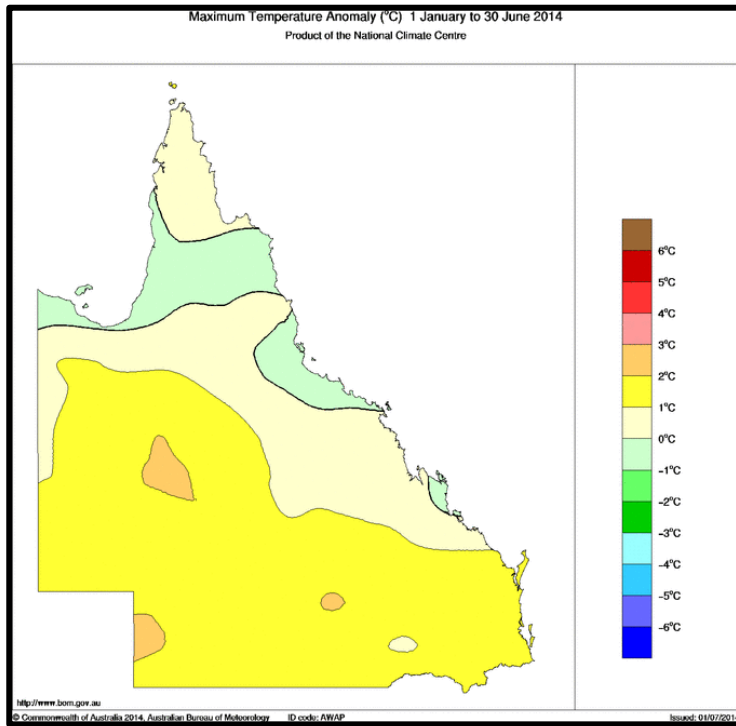 Maximum Temperature Anomaly (°C) 1 January to 30 June 2014
Product of the National Climate Centre
6°C
5°C
4°C
3°C
2°C
1°C
0°C
-1°C
-2°C
-3°C
-4°C
-5°C
-6°C
http://www.bom.gov.au
© Commonwealth of Australia 2014, Australian Bureau of Meteorology ID code: AWAP Issued: 01/07/2014